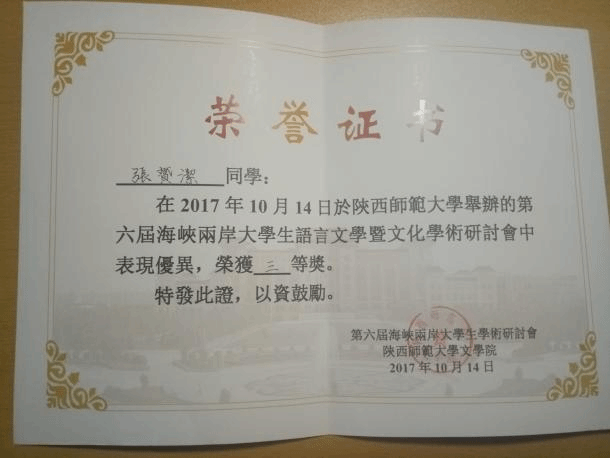 荣誉证书
張贇潔 同學：
在 2017 年 10 月 14 日於陝西師範大學舉辦的第
六屆海峽兩岸大學生語言文學暨文化學術研討會中
表現優異，榮獲 三 等獎。
特發此證，以資鼓勵。
第六屆海峽兩岸大學生學術研討會
陝西師範大學文學院
2017 年 10 月 14 日